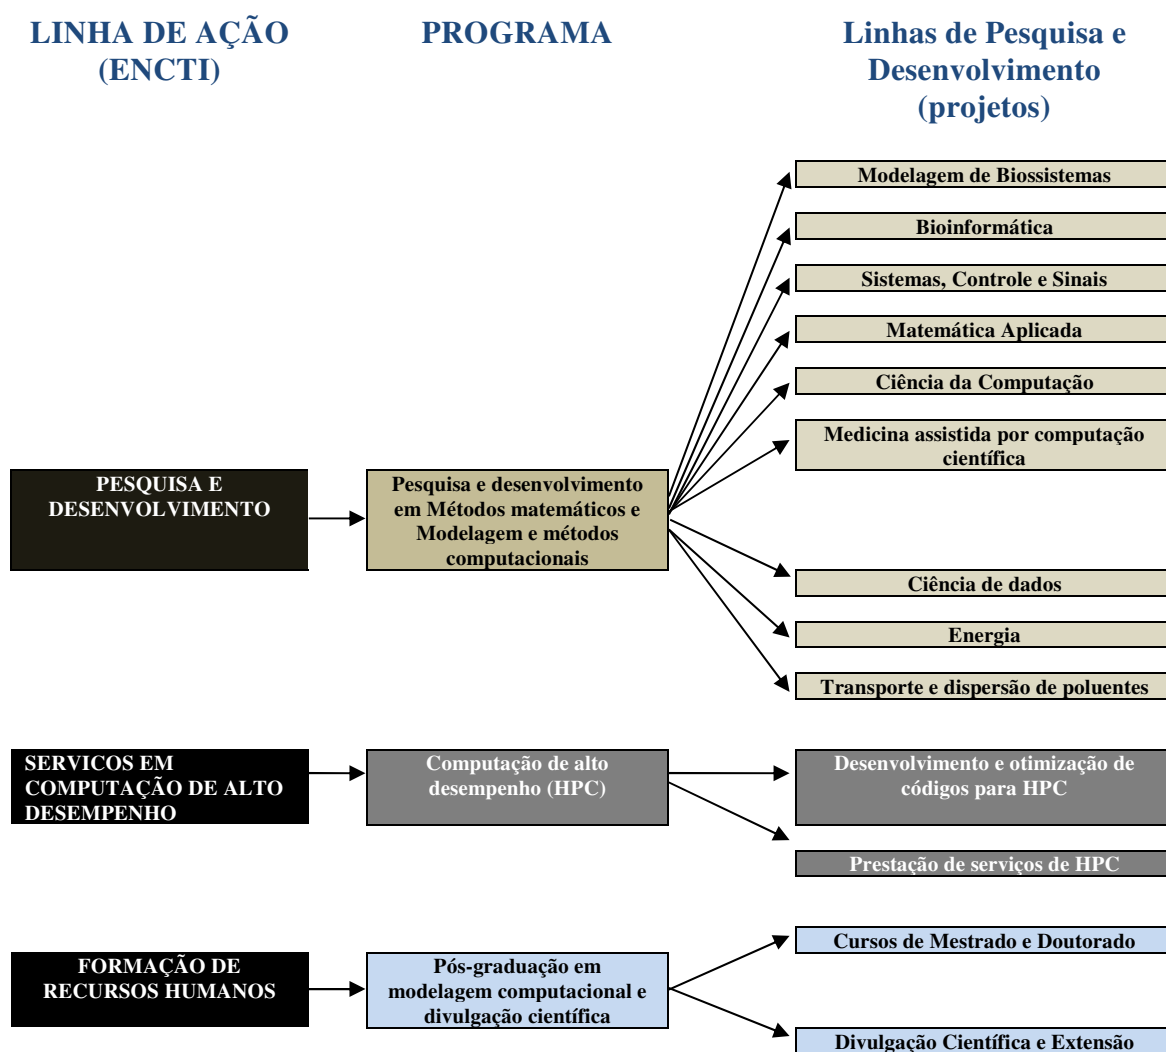 LINHA DE AÇÃO
(ENCTI)
PROGRAMA
Linhas de Pesquisa e
Desenvolvimento
(projetos)
Modelagem de Biossistemas
Bioinformática
Sistemas, Controle e Sinais
Matemática Aplicada
Ciência da Computação
Medicina assistida por computação
científica
PESQUISA E
DESENVOLVIMENTO
Pesquisa e desenvolvimento
em Métodos matemáticos e
Modelagem e métodos
computacionais
Ciência de dados
Energia
Transporte e dispersão de poluentes
SERVICOS EM
COMPUTAÇÃO DE ALTO
DESEMPENHO
Computação de alto
desempenho (HPC)
Desenvolvimento e otimização de
códigos para HPC
Prestação de serviços de HPC
FORMAÇÃO DE
RECURSOS HUMANOS
Pós-graduação em
modelagem computacional e
divulgação científica
Cursos de Mestrado e Doutorado
Divulgação Científica e Extensão